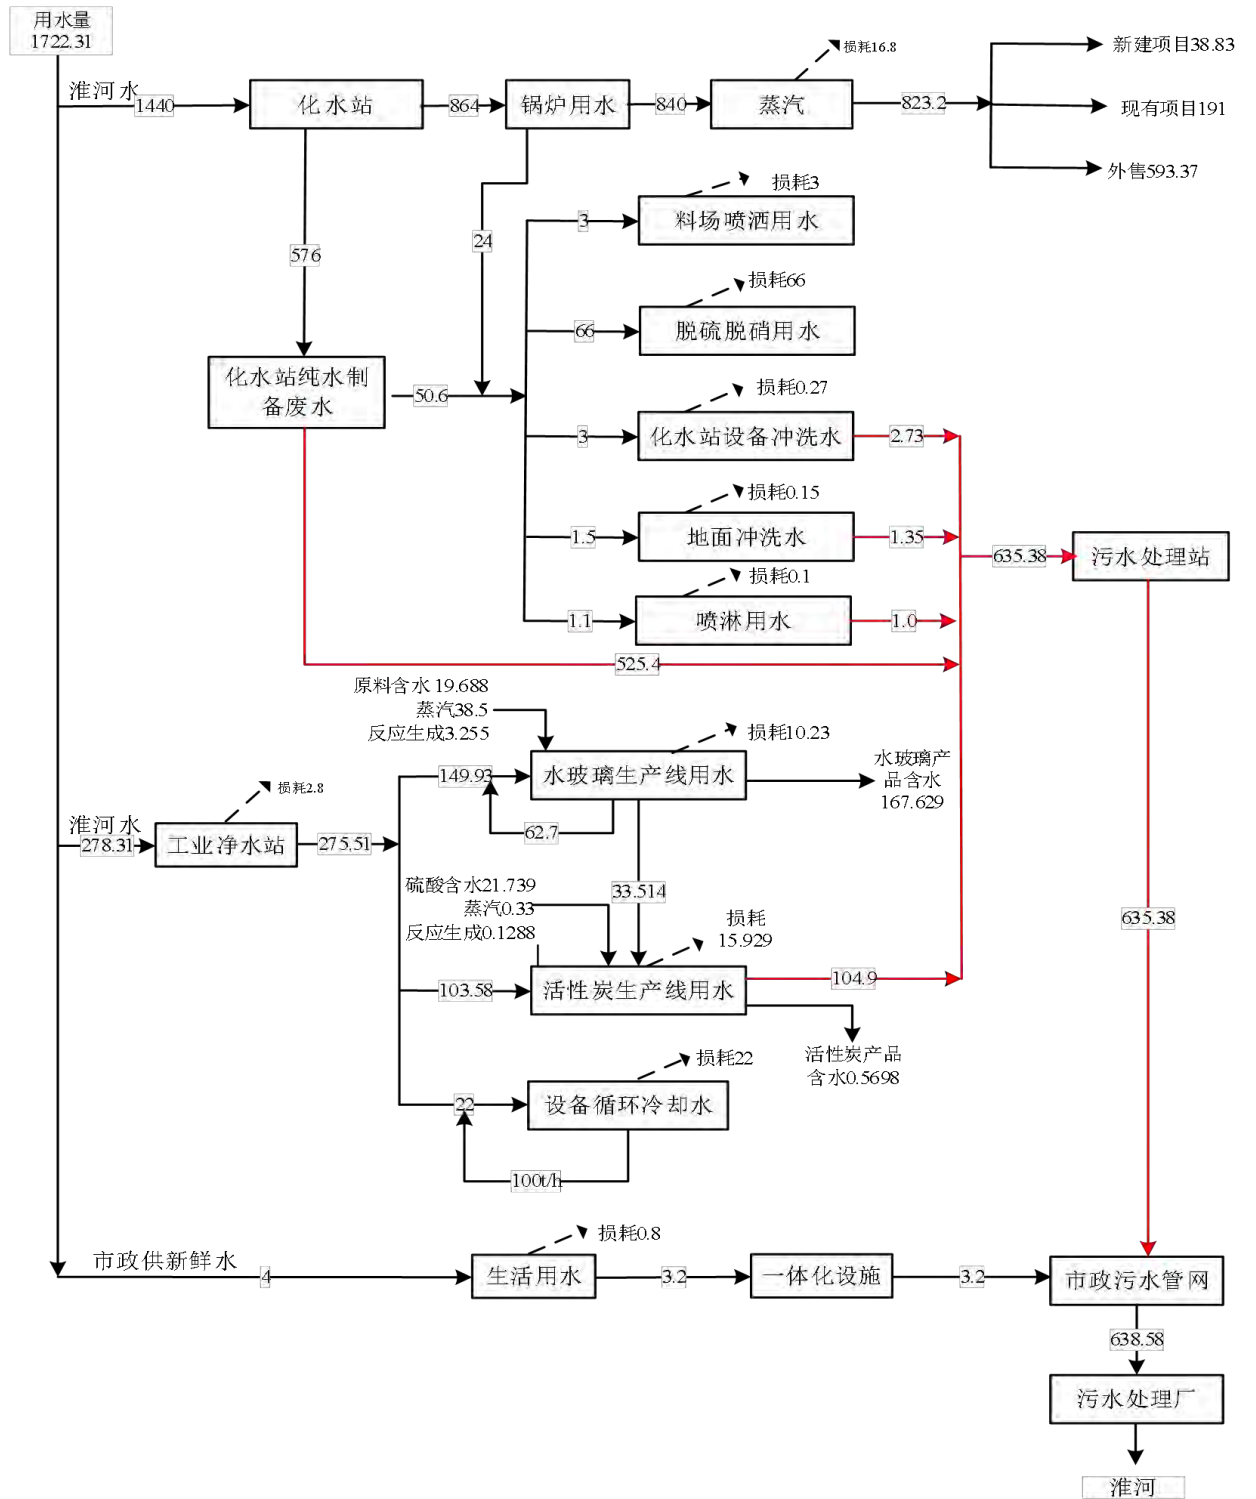 用水量
1722.31
淮河水
1440
化水站
864
锅炉用水
840
蒸汽
损耗16.8
823.2
新建项目38.83
现有项目191
外售593.37
576
24
3
料场喷洒用水
损耗3
66
脱硫脱硝用水
损耗66
化水站纯水制
备废水
50.6
3
化水站设备冲洗水
损耗0.27
2.73
1.5
地面冲洗水
损耗0.15
1.35
1.1
喷淋用水
损耗0.1
1.0
525.4
635.38
污水处理站
原料含水 19.688
蒸汽38.5
反应生成3.255
149.93
水玻璃生产线用水
损耗10.23
水玻璃产
品含水
167.629
62.7
33.514
淮河水
278.31
工业净水站
损耗2.8
275.51
硫酸含水21.739
蒸汽0.33
反应生成0.1288
103.58
活性炭生产线用水
损耗
15.929
104.9
活性炭产品
含水0.5698
22
设备循环冷却水
损耗22
100t/h
635.38
市政供新鲜水
4
生活用水
损耗0.8
3.2
一体化设施
3.2
市政污水管网
638.58
污水处理厂
淮河